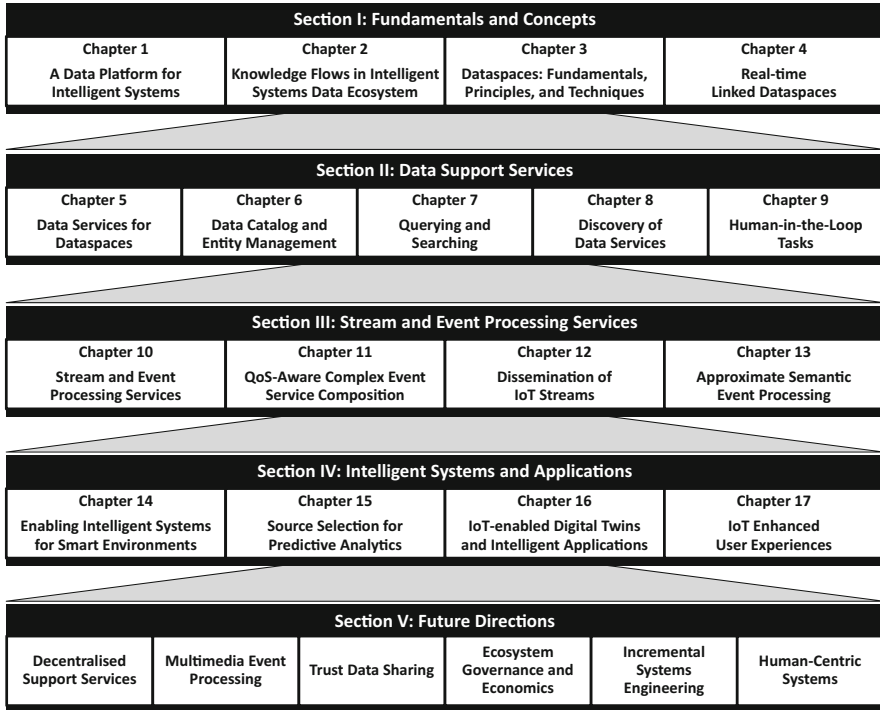 Section I: Fundamentals and Concepts
Chapter 1
A Data Platform for
Intelligent Systems
Chapter 2
Knowledge Flows in Intelligent
Systems Data Ecosystem
Chapter 3
Dataspaces: Fundamentals,
Principles, and Techniques
Chapter 4
Real-time
Linked Dataspaces
Section II: Data Support Services
Chapter 5
Data Services for
Dataspaces
Chapter 6
Data Catalog and
Entity Management
Chapter 7
Querying and
Searching
Chapter 8
Discovery of
Data Services
Chapter 9
Human-in-the-Loop
Tasks
Section III: Stream and Event Processing Services
Chapter 10
Stream and Event
Processing Services
Chapter 11
QoS-Aware Complex Event
Service Composition
Chapter 12
Dissemination of
IoT Streams
Chapter 13
Approximate Semantic
Event Processing
Section IV: Intelligent Systems and Applications
Chapter 14
Enabling Intelligent Systems
for Smart Environments
Chapter 15
Source Selection for
Predictive Analytics
Chapter 16
IoT-enabled Digital Twins
and Intelligent Applications
Chapter 17
IoT Enhanced
User Experiences
Section V: Future Directions
Decentralised
Support Services
Multimedia Event
Processing
Trust Data Sharing
Ecosystem
Governance and
Economics
Incremental
Systems
Engineering
Human-Centric
Systems